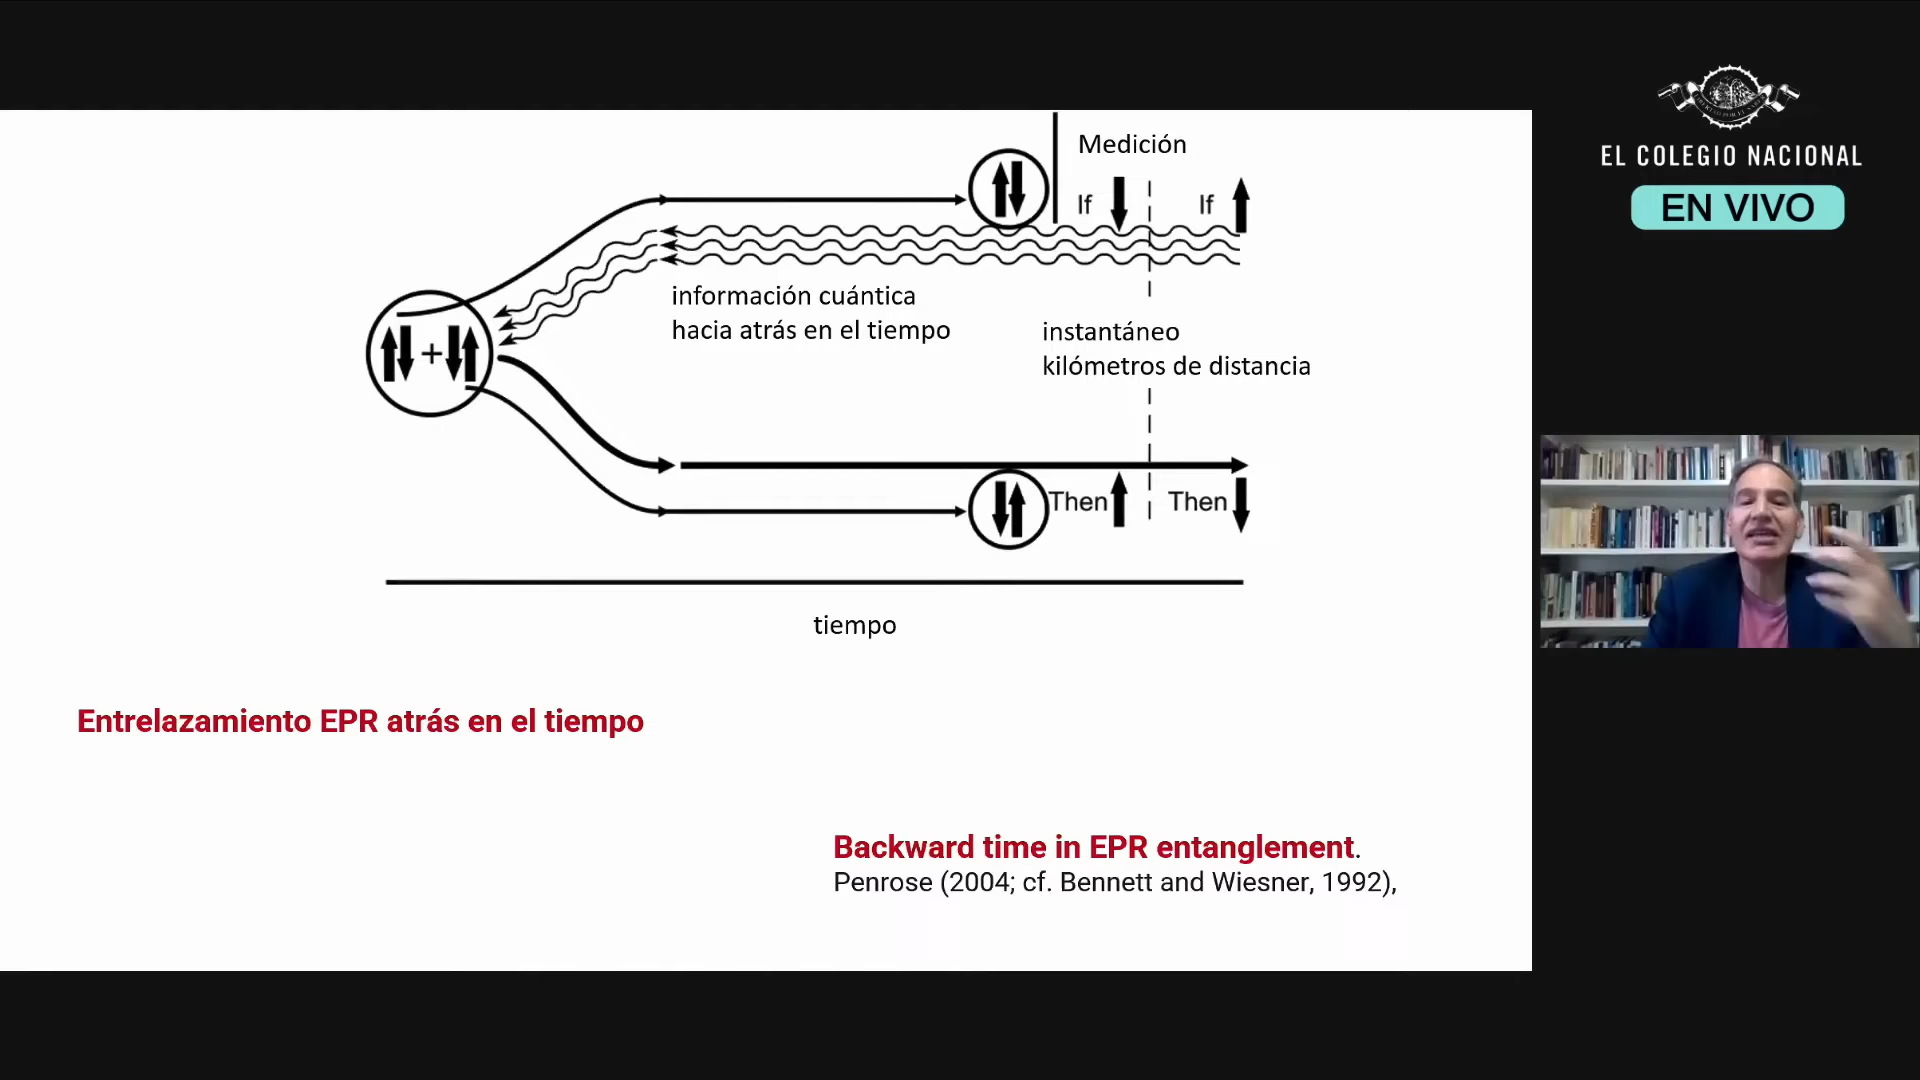 Medición
If
If
información cuántica
hacia atrás en el tiempo
instantáneo
kilómetros de distancia
+
Then
Then
tiempo
Entrelazamiento EPR atrás en el tiempo
Backward time in EPR entanglement.
Penrose (2004; cf. Bennett and Wiesner, 1992),
EL COLEGIO NACIONAL
EN VIVO